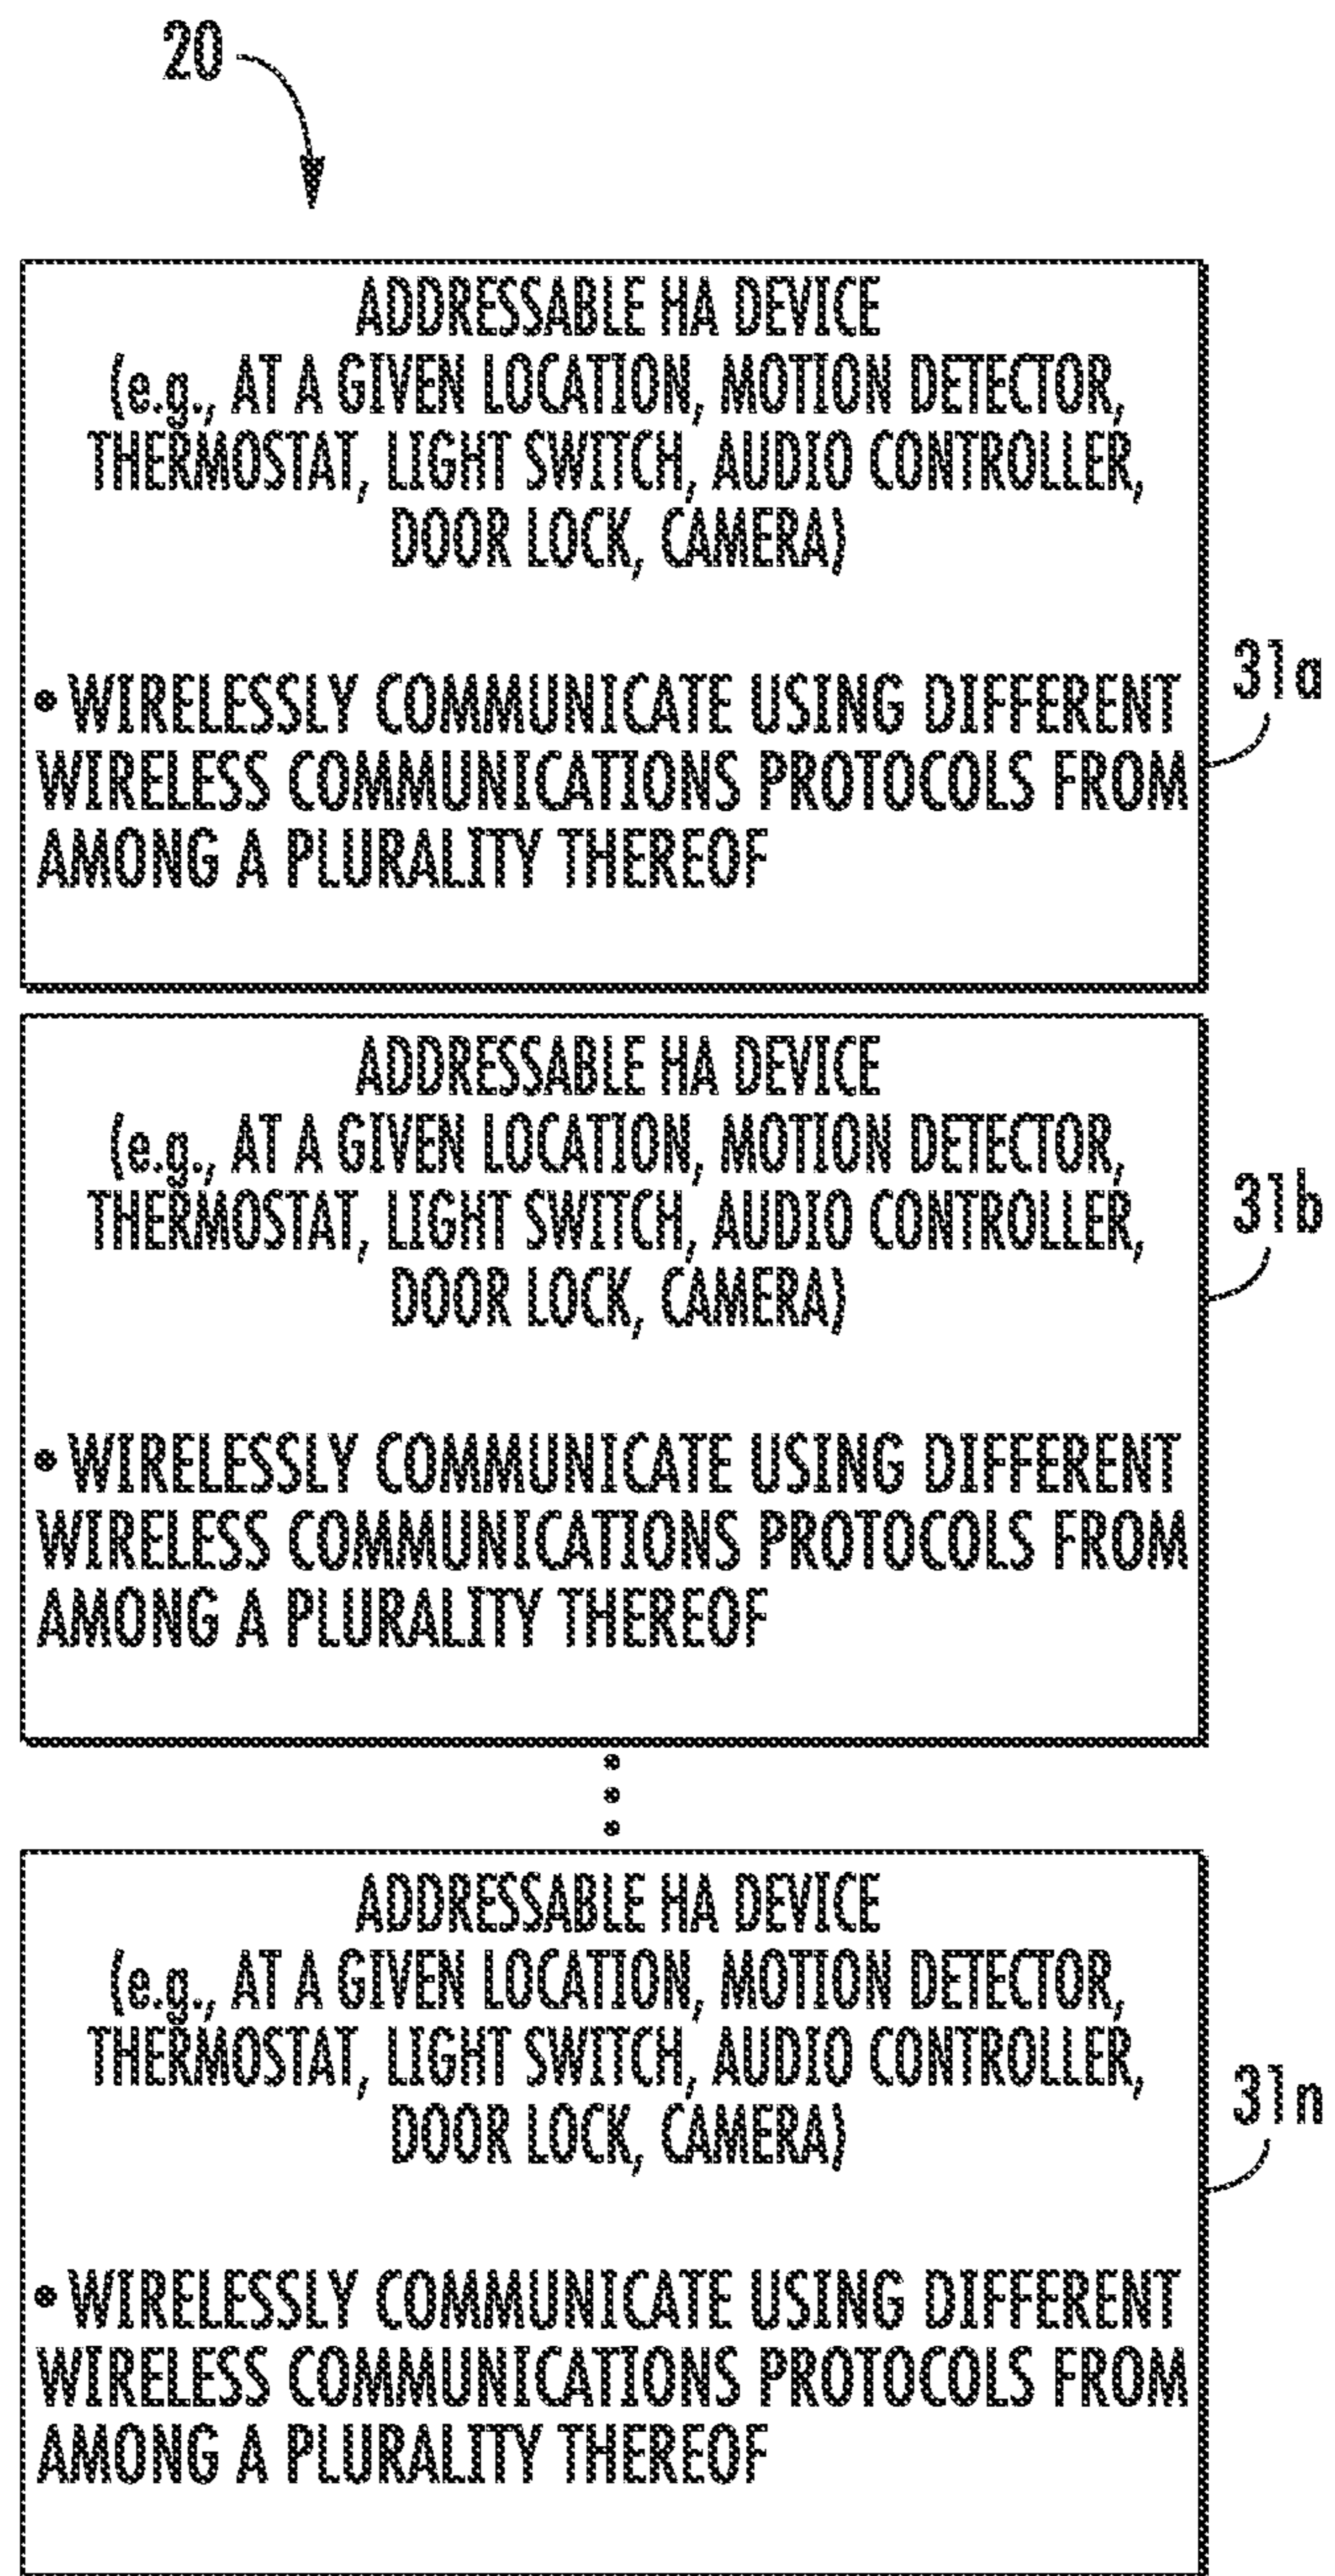 20
ADDRESSABLE HA DEVICE
(e.g., AT A GIVEN LOCATION, MOTION DETECTOR,
THERMOSTAT, LIGHT SWITCH, AUDIO CONTROLLER,
DOOR LOCK, CAMERA)
• WIRELESSLY COMMUNICATE USING DIFFERENT
WIRELESS COMMUNICATIONS PROTOCOLS FROM
AMONG A PLURALITY THEREOF
31a
ADDRESSABLE HA DEVICE
(e.g., AT A GIVEN LOCATION, MOTION DETECTOR,
THERMOSTAT, LIGHT SWITCH, AUDIO CONTROLLER,
DOOR LOCK, CAMERA)
• WIRELESSLY COMMUNICATE USING DIFFERENT
WIRELESS COMMUNICATIONS PROTOCOLS FROM
AMONG A PLURALITY THEREOF
31b
ADDRESSABLE HA DEVICE
(e.g., AT A GIVEN LOCATION, MOTION DETECTOR,
THERMOSTAT, LIGHT SWITCH, AUDIO CONTROLLER,
DOOR LOCK, CAMERA)
• WIRELESSLY COMMUNICATE USING DIFFERENT
WIRELESS COMMUNICATIONS PROTOCOLS FROM
AMONG A PLURALITY THEREOF
31n